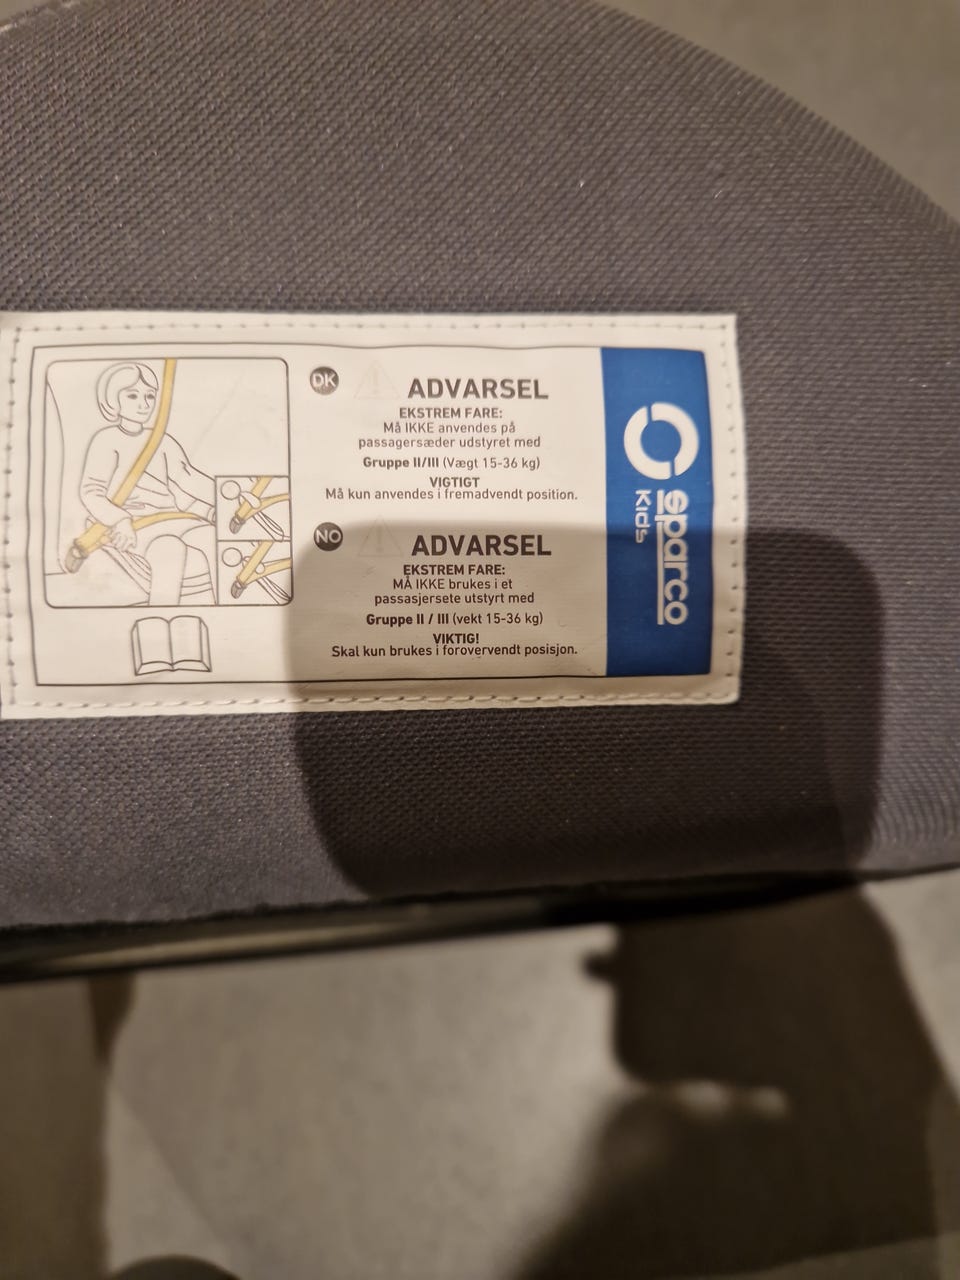 DK
ADVARSEL
EKSTREM FARE:
Må IKKE anvendes på
passagersæder udstyret med
Gruppe II/III (Vægt 15-36 kg)
VIGTIGT
Må kun anvendes i fremadvendt position.
NO
ADVARSEL
EKSTREM FARE:
MÅ IKKE brukes i et
passasjersete utstyrt med
Gruppe II / III (vekt 15-36 kg)
VIKTIG!
Skal kun brukes i forovervendt posisjon.
sparco
Kids